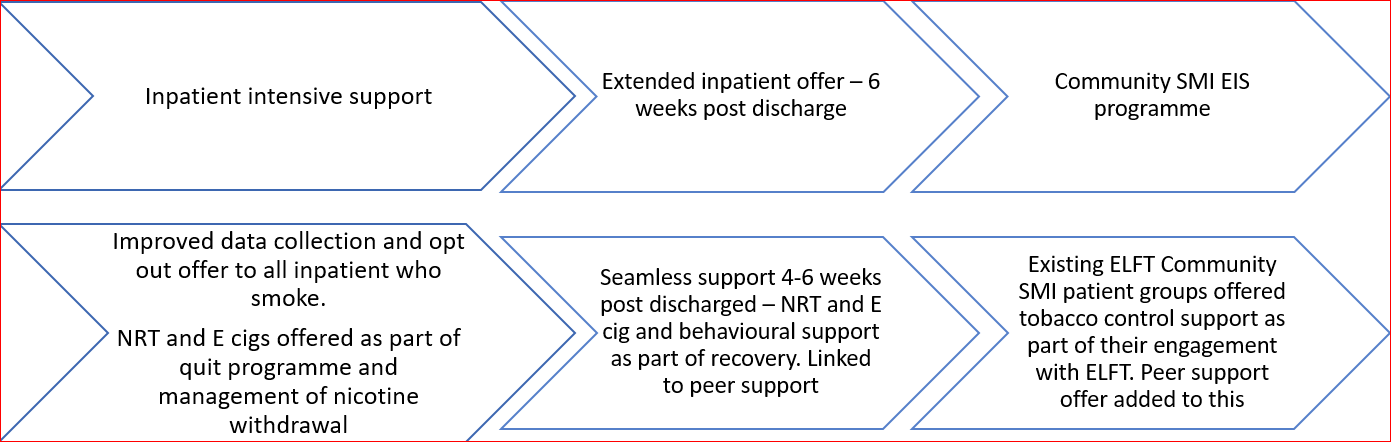 Inpatient intensive support
Extended inpatient offer – 6
weeks post discharge
Community SMI EIS
programme
Improved data collection and opt
out offer to all inpatient who
smoke.
NRT and E cigs offered as part of
quit programme and
management of nicotine
withdrawal
Seamless support 4-6 weeks
post discharged – NRT and E
cig and behavioural support
as part of recovery. Linked
to peer support
Existing ELFT Community
SMI patient groups offered
tobacco control support as
part of their engagement
with ELFT. Peer support
offer added to this